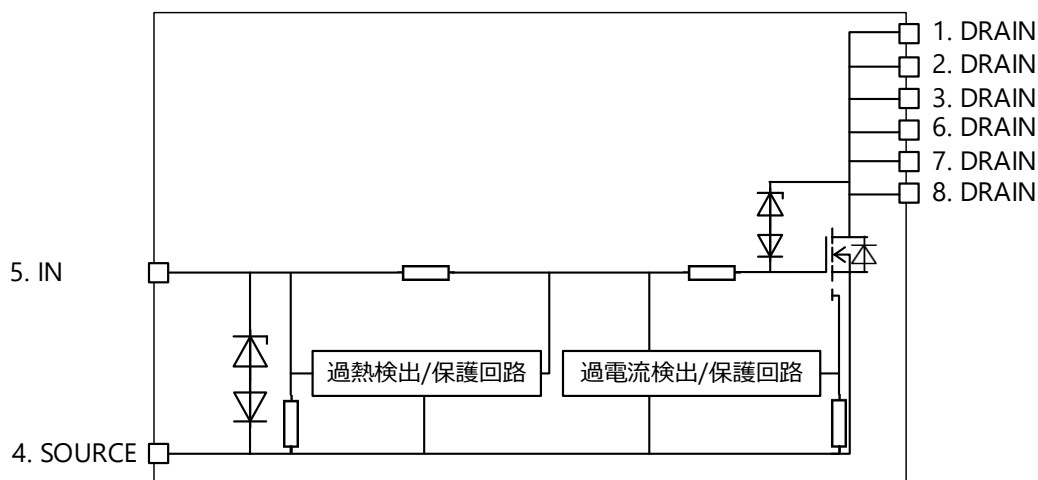 1. DRAIN
2. DRAIN
3. DRAIN
6. DRAIN
7. DRAIN
8. DRAIN
5. IN
過熱検出/保護回路
過電流検出/保護回路
4. SOURCE